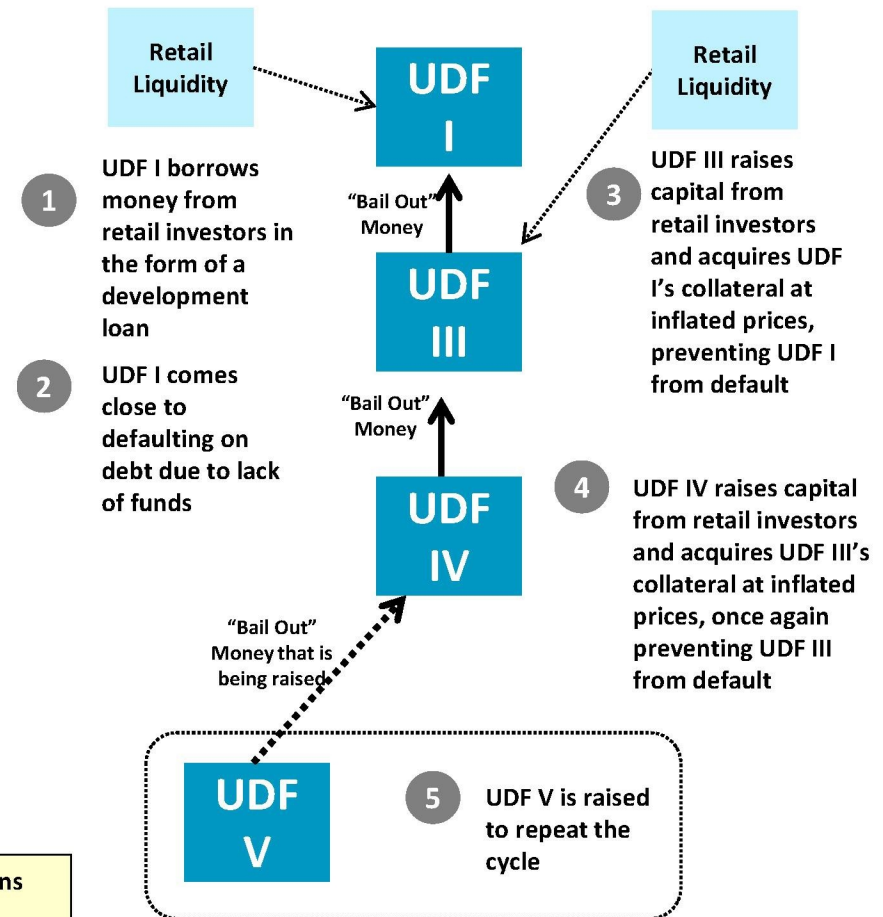 Retail
Liquidity
UDF
I
Retail
Liquidity
1
UDF I borrows
money from
retail investors in
the form of a
development
loan
"Bail Out"
Money
3
UDF III raises
capital from
retail investors
and acquires UDF
I's collateral at
inflated prices,
preventing UDF I
from default
UDF
III
2
UDF I comes
close to
defaulting on
debt due to lack
of funds
"Bail Out"
Money
UDF
IV
4
UDF IV raises capital
from retail investors
and acquires UDF III's
collateral at inflated
prices, once again
preventing UDF III
from default
"Bail Out"
Money that is
being raised
UDF
V
5
UDF V is raised
to repeat the
cycle